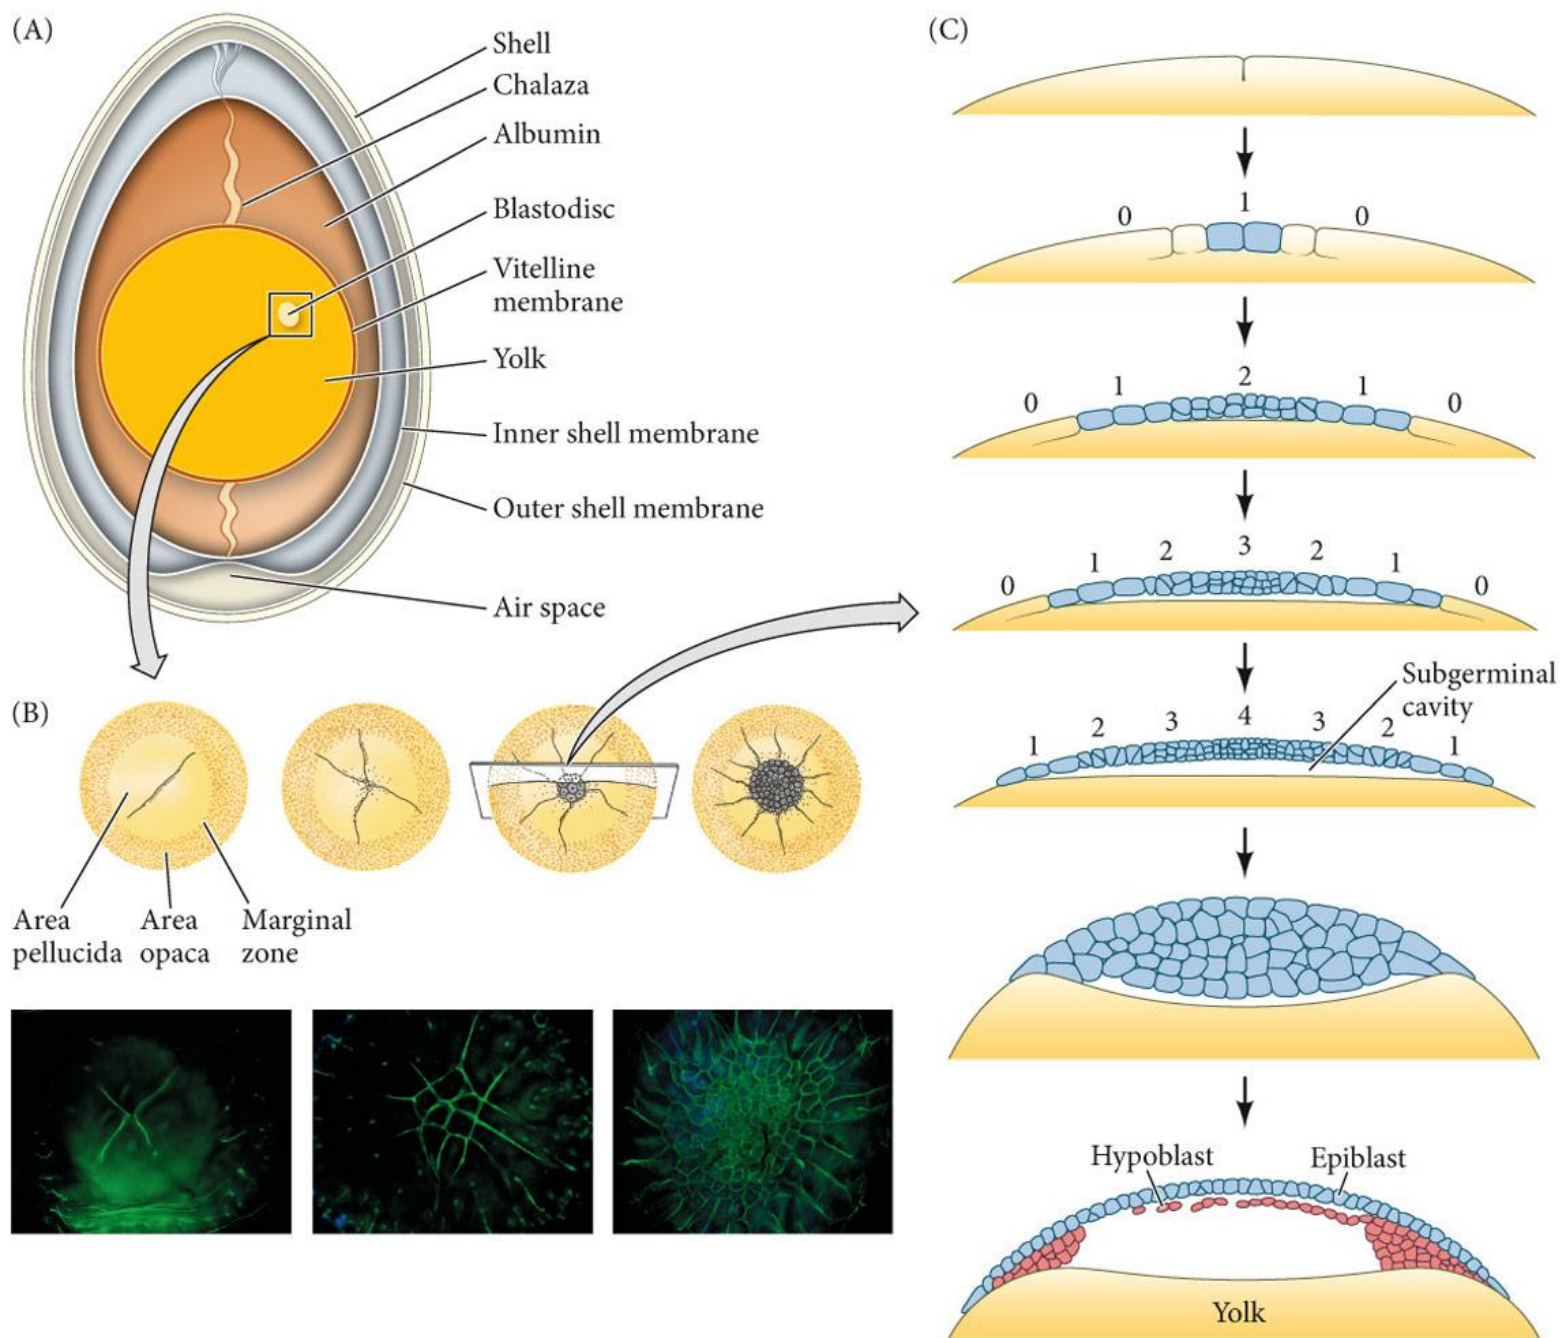 (A)
Shell
Chalaza
Albumin
Blastodisc
Vitelline
membrane
Yolk
Inner shell membrane
Outer shell membrane
Air space
(B)
Area
pellucida
Area
opaca
Marginal
zone
(C)
0 1 0
0 1 2 1 0
0 1 2 3 2 1 0
Subgerminal
cavity
1 2 3 4 3 2 1
Hypoblast
Epiblast
Yolk